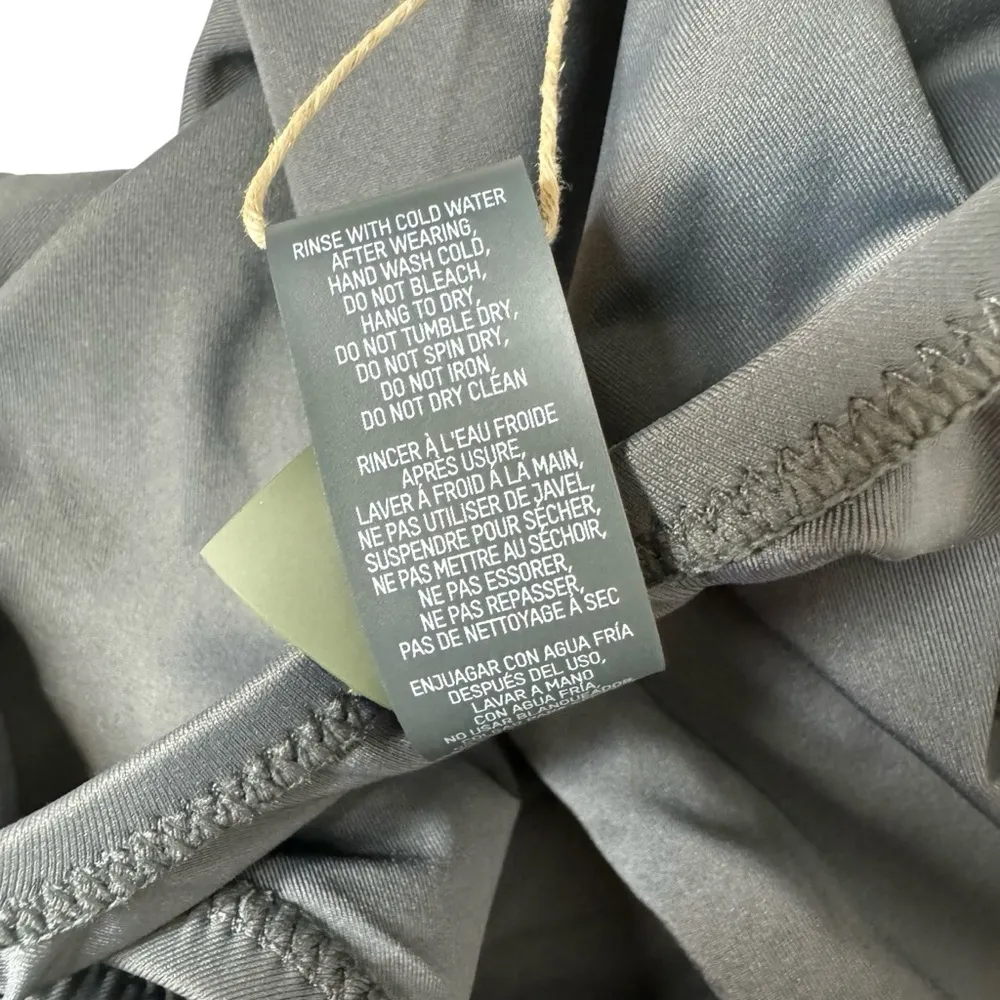 RINSE WITH COLD WATER
AFTER WEARING,
HAND WASH COLD,
DO NOT BLEACH,
HANG TO DRY,
DO NOT TUMBLE DRY,
DO NOT SPIN DRY,
DO NOT IRON,
DO NOT DRY CLEAN
RINCER À L'EAU FROIDE
APRÈS USURE,
LAVER À FROID Á LA MAIN,
NE PAS UTILISER DE JAVEL,
SUSPENDRE POUR SÉCHER,
NE PAS METTRE AU SÉCHOIR,
NE PAS ESSORER,
NE PAS REPASSER,
PAS DE NETTOYAGE À SEC
ENJUAGAR CON AGUA FRÍA
DESPUÉS DEL USO,
LAVAR A MANO
CON AGUA FRÍA,
NO USAR BLANQUEADOR